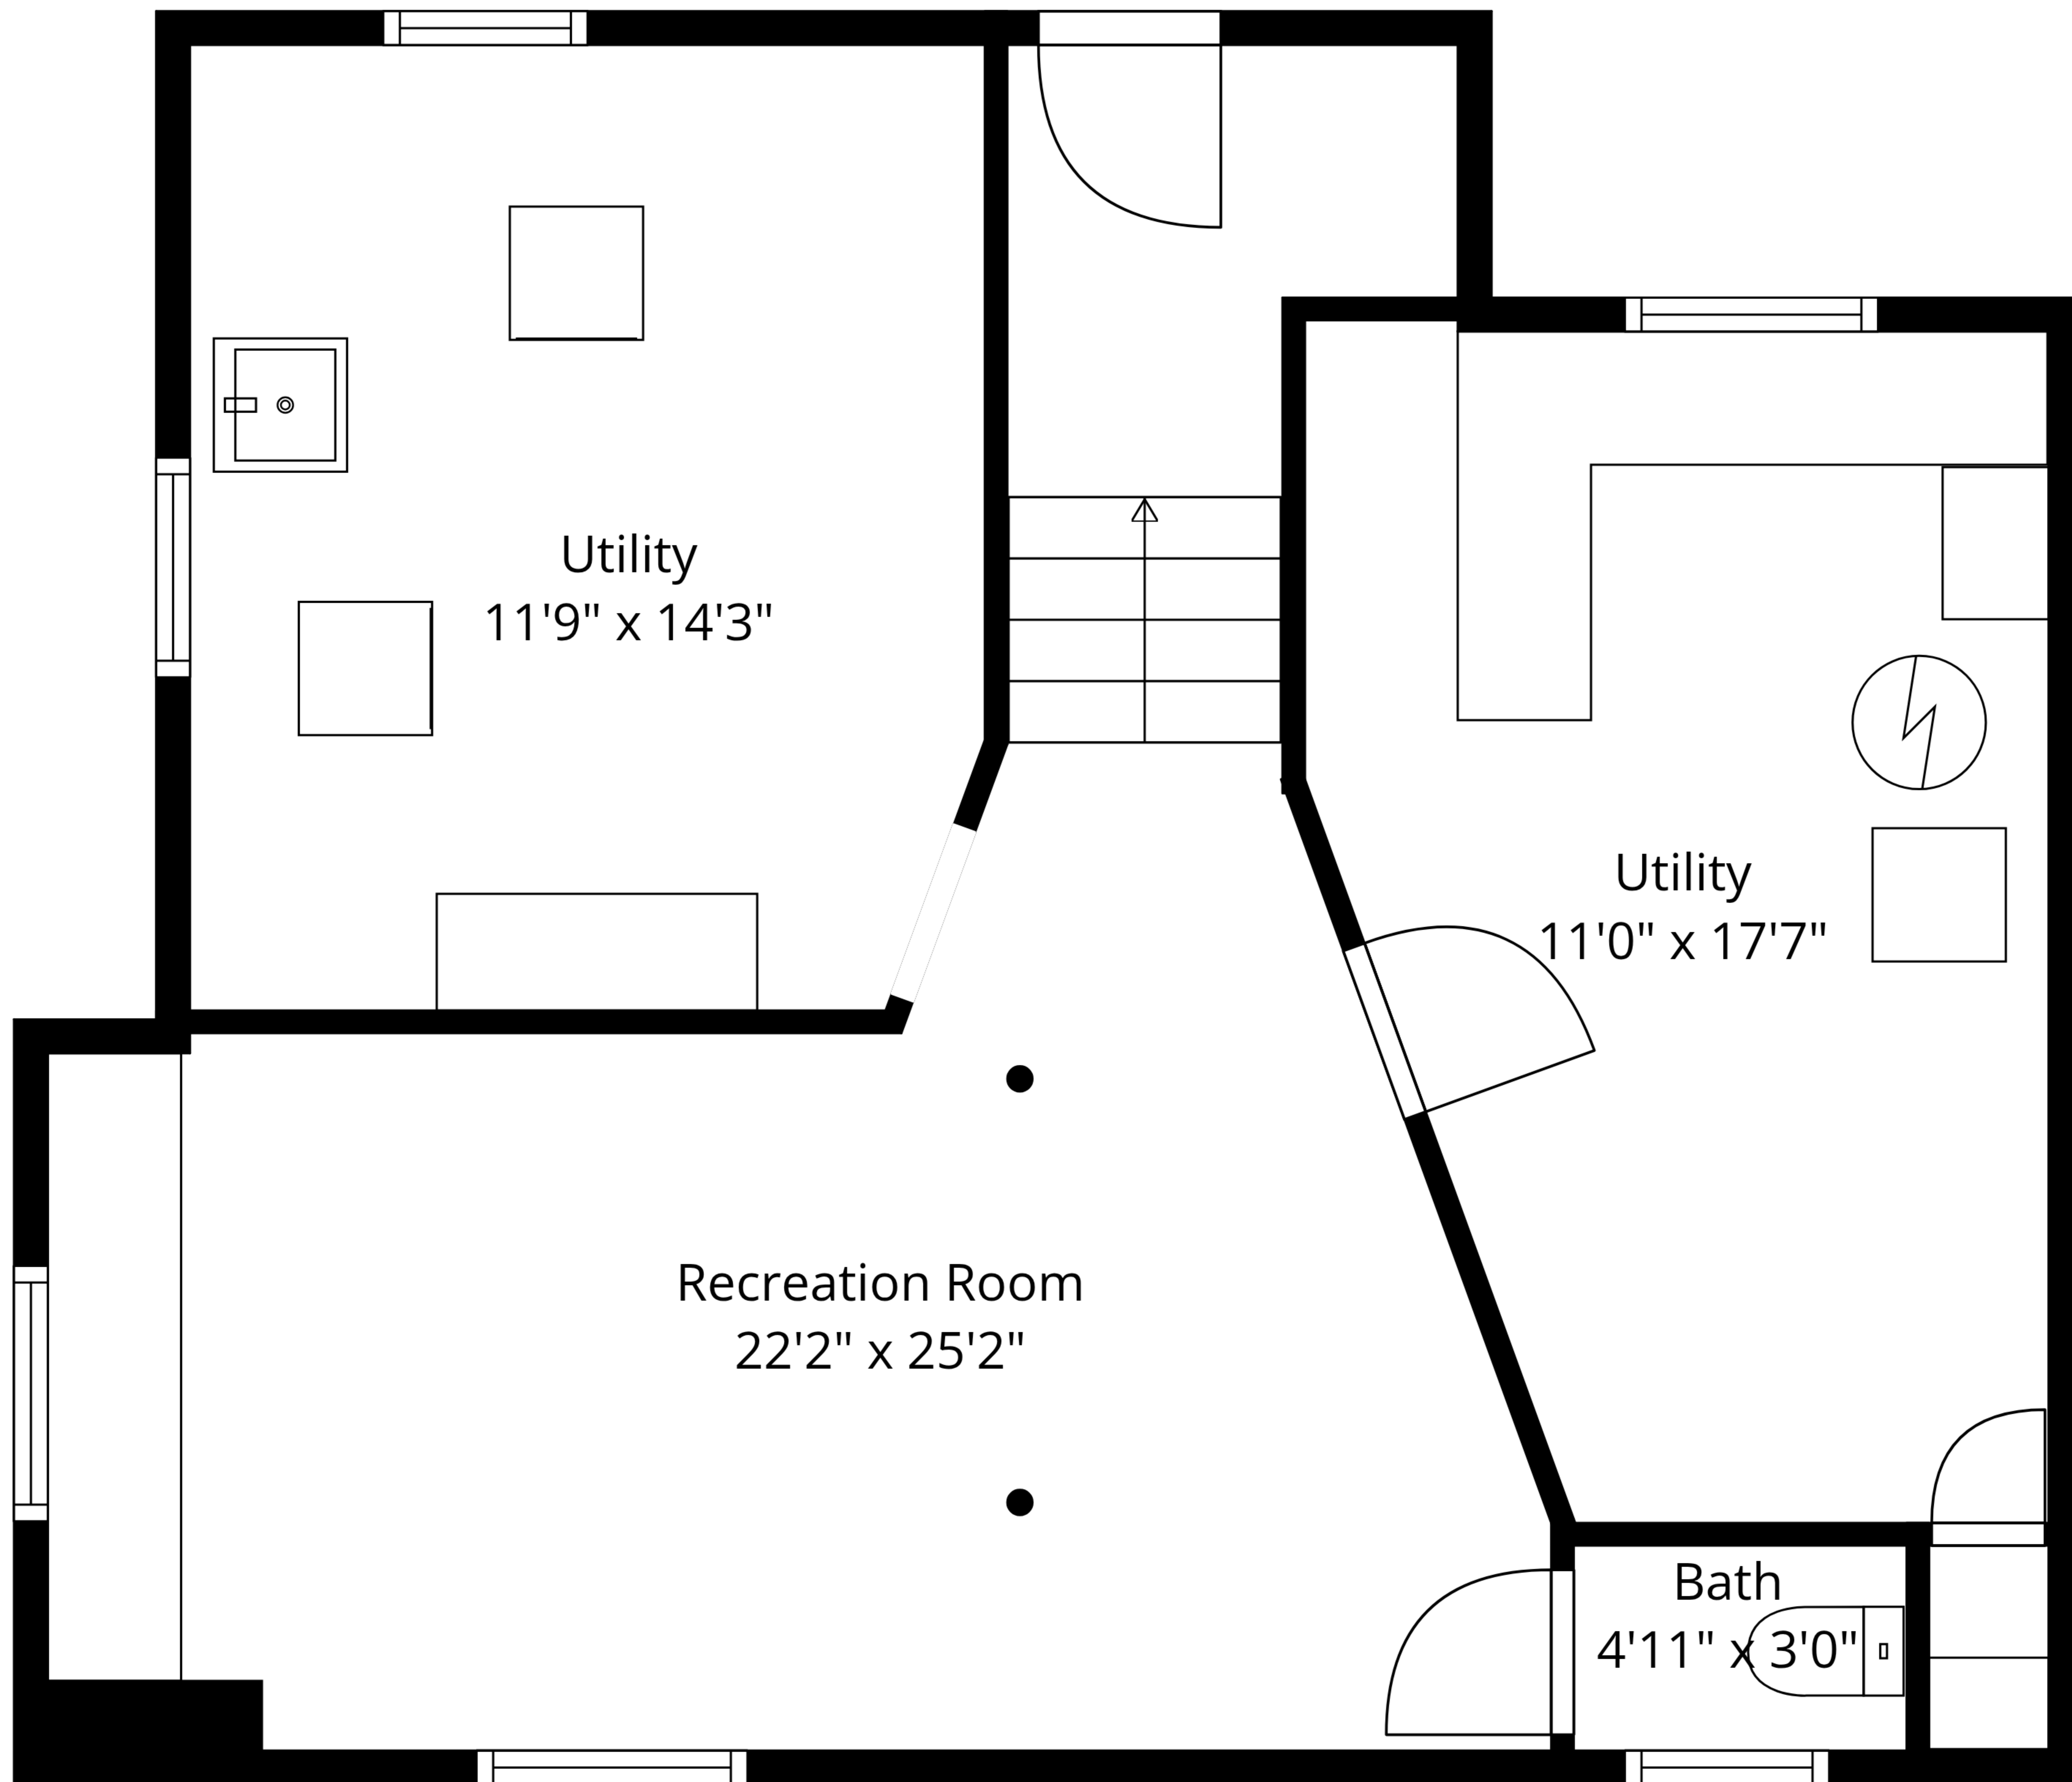 Utility
11'9" x 14'3"
Utility
11'0" x 17'7"
Recreation Room
22'2" x 25'2"
Bath
4'11" x 3'0"